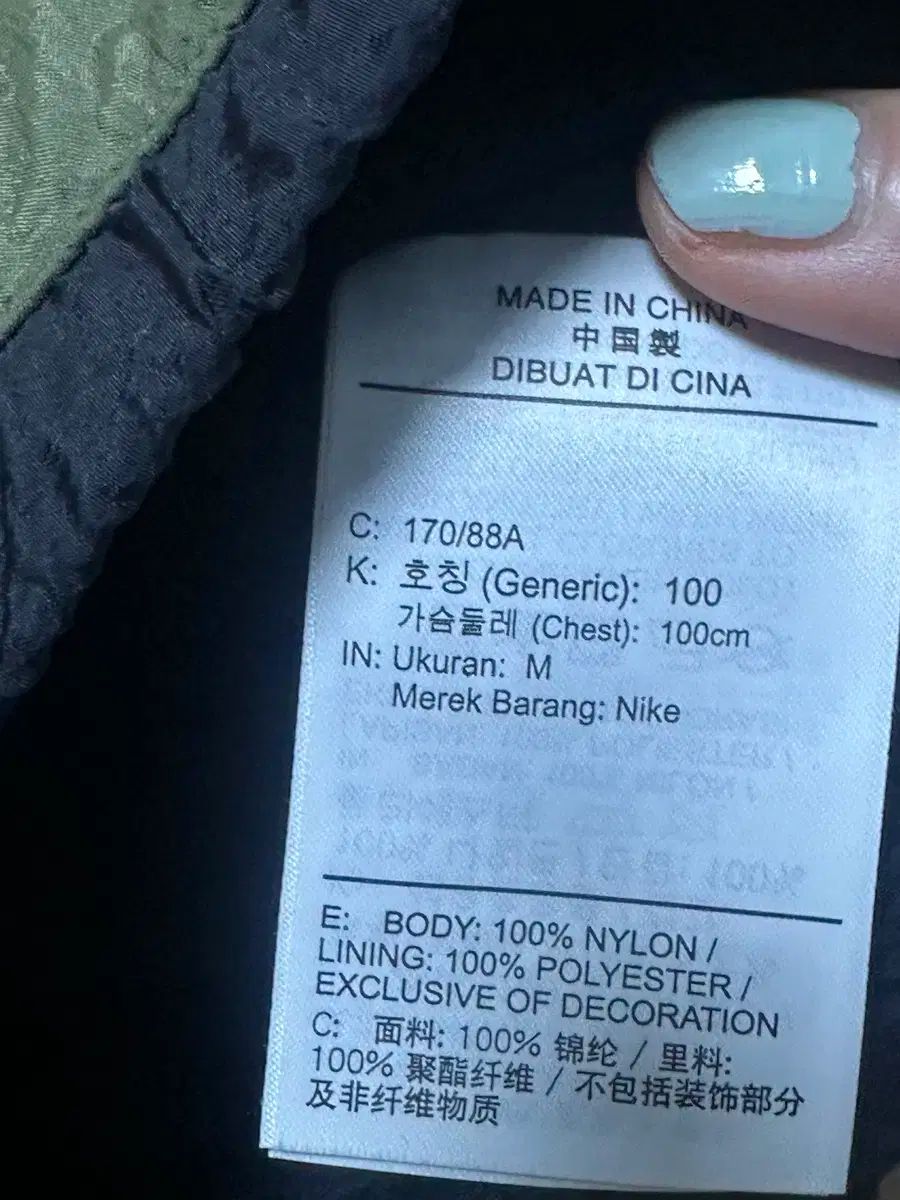 MADE IN CHINA
中国製
DIBUAT DI CINA
C: 170/88A
K: 호칭 (Generic): 100
가슴둘레 (Chest): 100cm
IN: Ukuran: M
Merek Barang: Nike
E: BODY: 100% NYLON /
LINING: 100% POLYESTER /
EXCLUSIVE OF DECORATION
C: 面料: 100% 锦纶 / 里料:
100% 聚酯纤维 / 不包括装饰部分
及非纤维物质